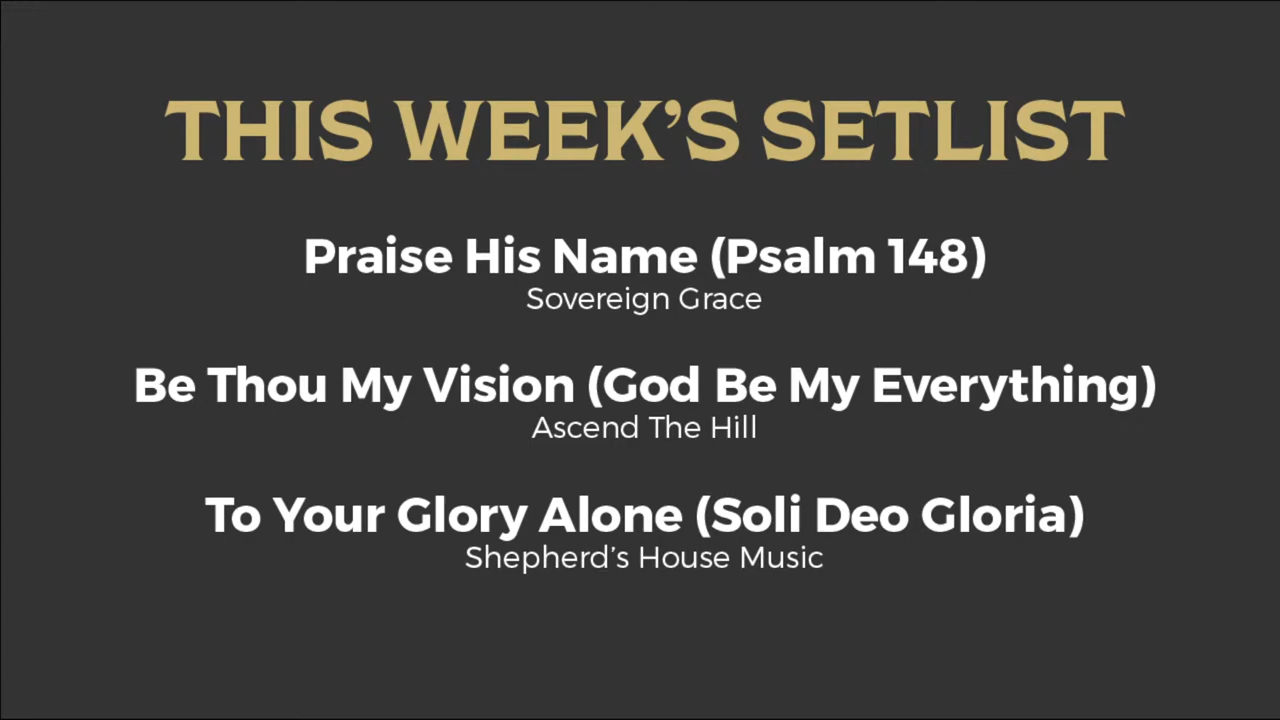 THIS WEEK’S SETLIST
Praise His Name (Psalm 148)
Sovereign Grace
Be Thou My Vision (God Be My Everything)
Ascend The Hill
To Your Glory Alone (Soli Deo Gloria)
Shepherd’s House Music